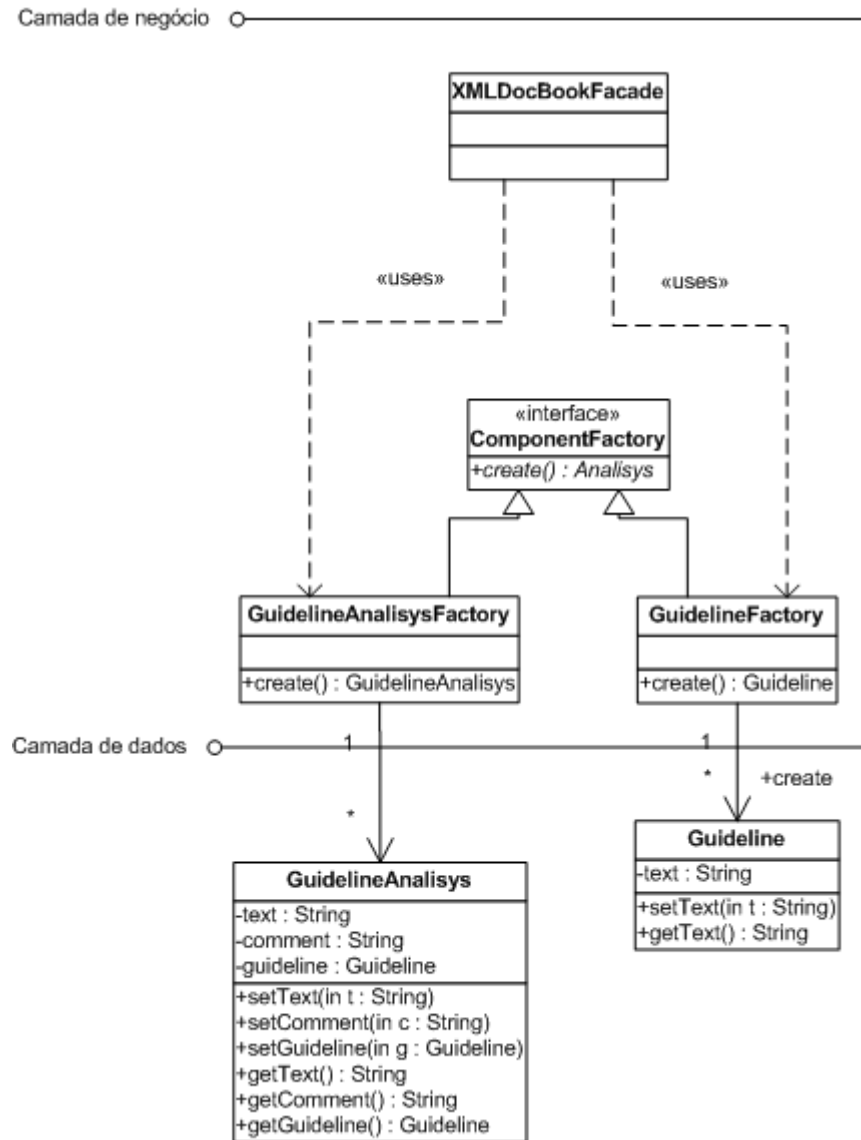 Camada de negócio
XMLDocBookFacade
«uses»
«uses»
«interface»
ComponentFactory
+create() : Analisys
GuidelineAnalisysFactory
+create() : GuidelineAnalisys
GuidelineFactory
+create() : Guideline
Camada de dados
1
1
*
*
+create
Guideline
-text : String
+setText(in t : String)
+getText() : String
GuidelineAnalisys
-text : String
-comment : String
-guideline : Guideline
+setText(in t : String)
+setComment(in c : String)
+setGuideline(in g : Guideline)
+getText() : String
+getComment() : String
+getGuideline() : Guideline